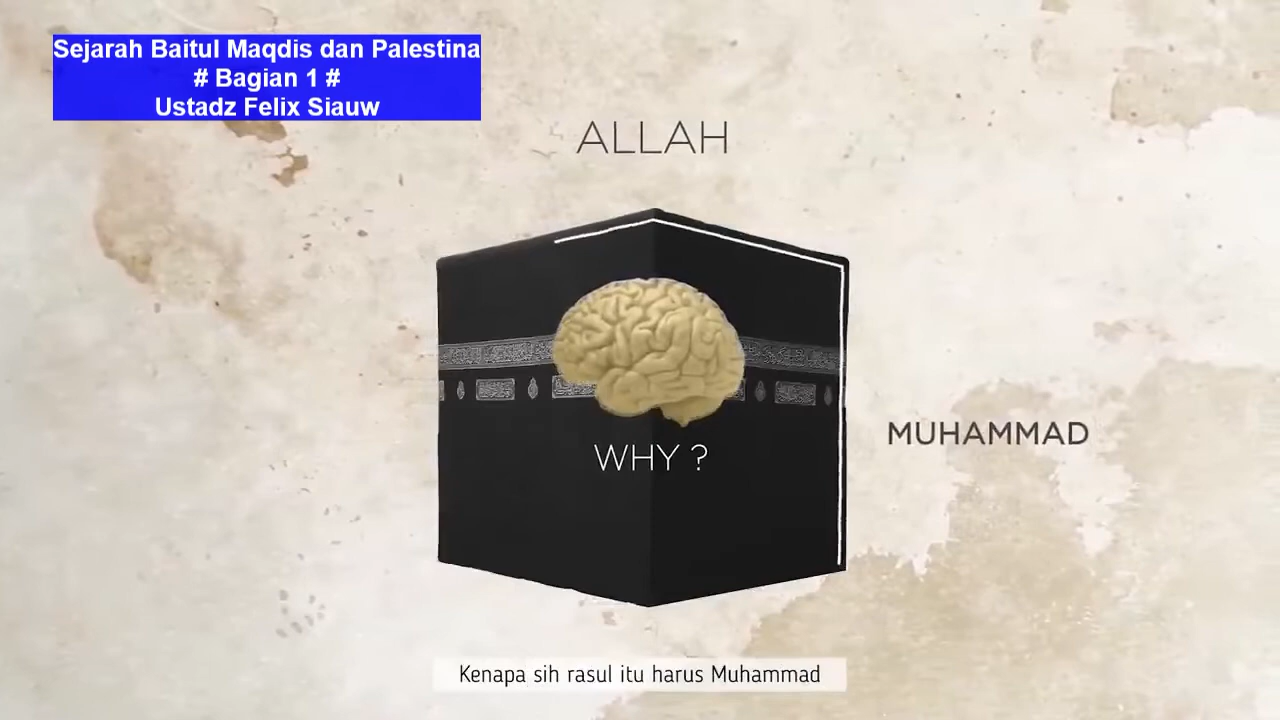 Sejarah Baitul Maqdis dan Palestina
# Bagian 1 #
Ustadz Felix Siauw
ALLAH
WHY ?
MUHAMMAD
Kenapa sih rasul itu harus Muhammad